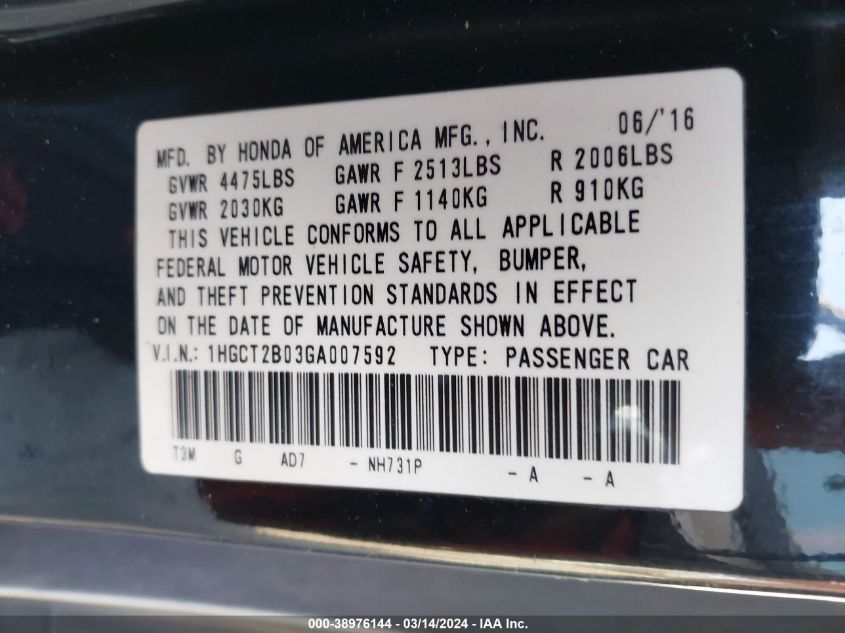 MFD. BY HONDA OF AMERICA MFG., INC. 06/'16
GVWR 4475LBS GAWR F 2513LBS R 2006LBS
GVWR 2030KG GAWR F 1140KG R 910KG
THIS VEHICLE CONFORMS TO ALL APPLICABLE
FEDERAL MOTOR VEHICLE SAFETY, BUMPER,
AND THEFT PREVENTION STANDARDS IN EFFECT
ON THE DATE OF MANUFACTURE SHOWN ABOVE.
V.I.N.: 1HGCT2B03GA007592 TYPE: PASSENGER CAR
T3M G AD7 - NH731P - A - A
000-38976144 - 03/14/2024 - IAA Inc.